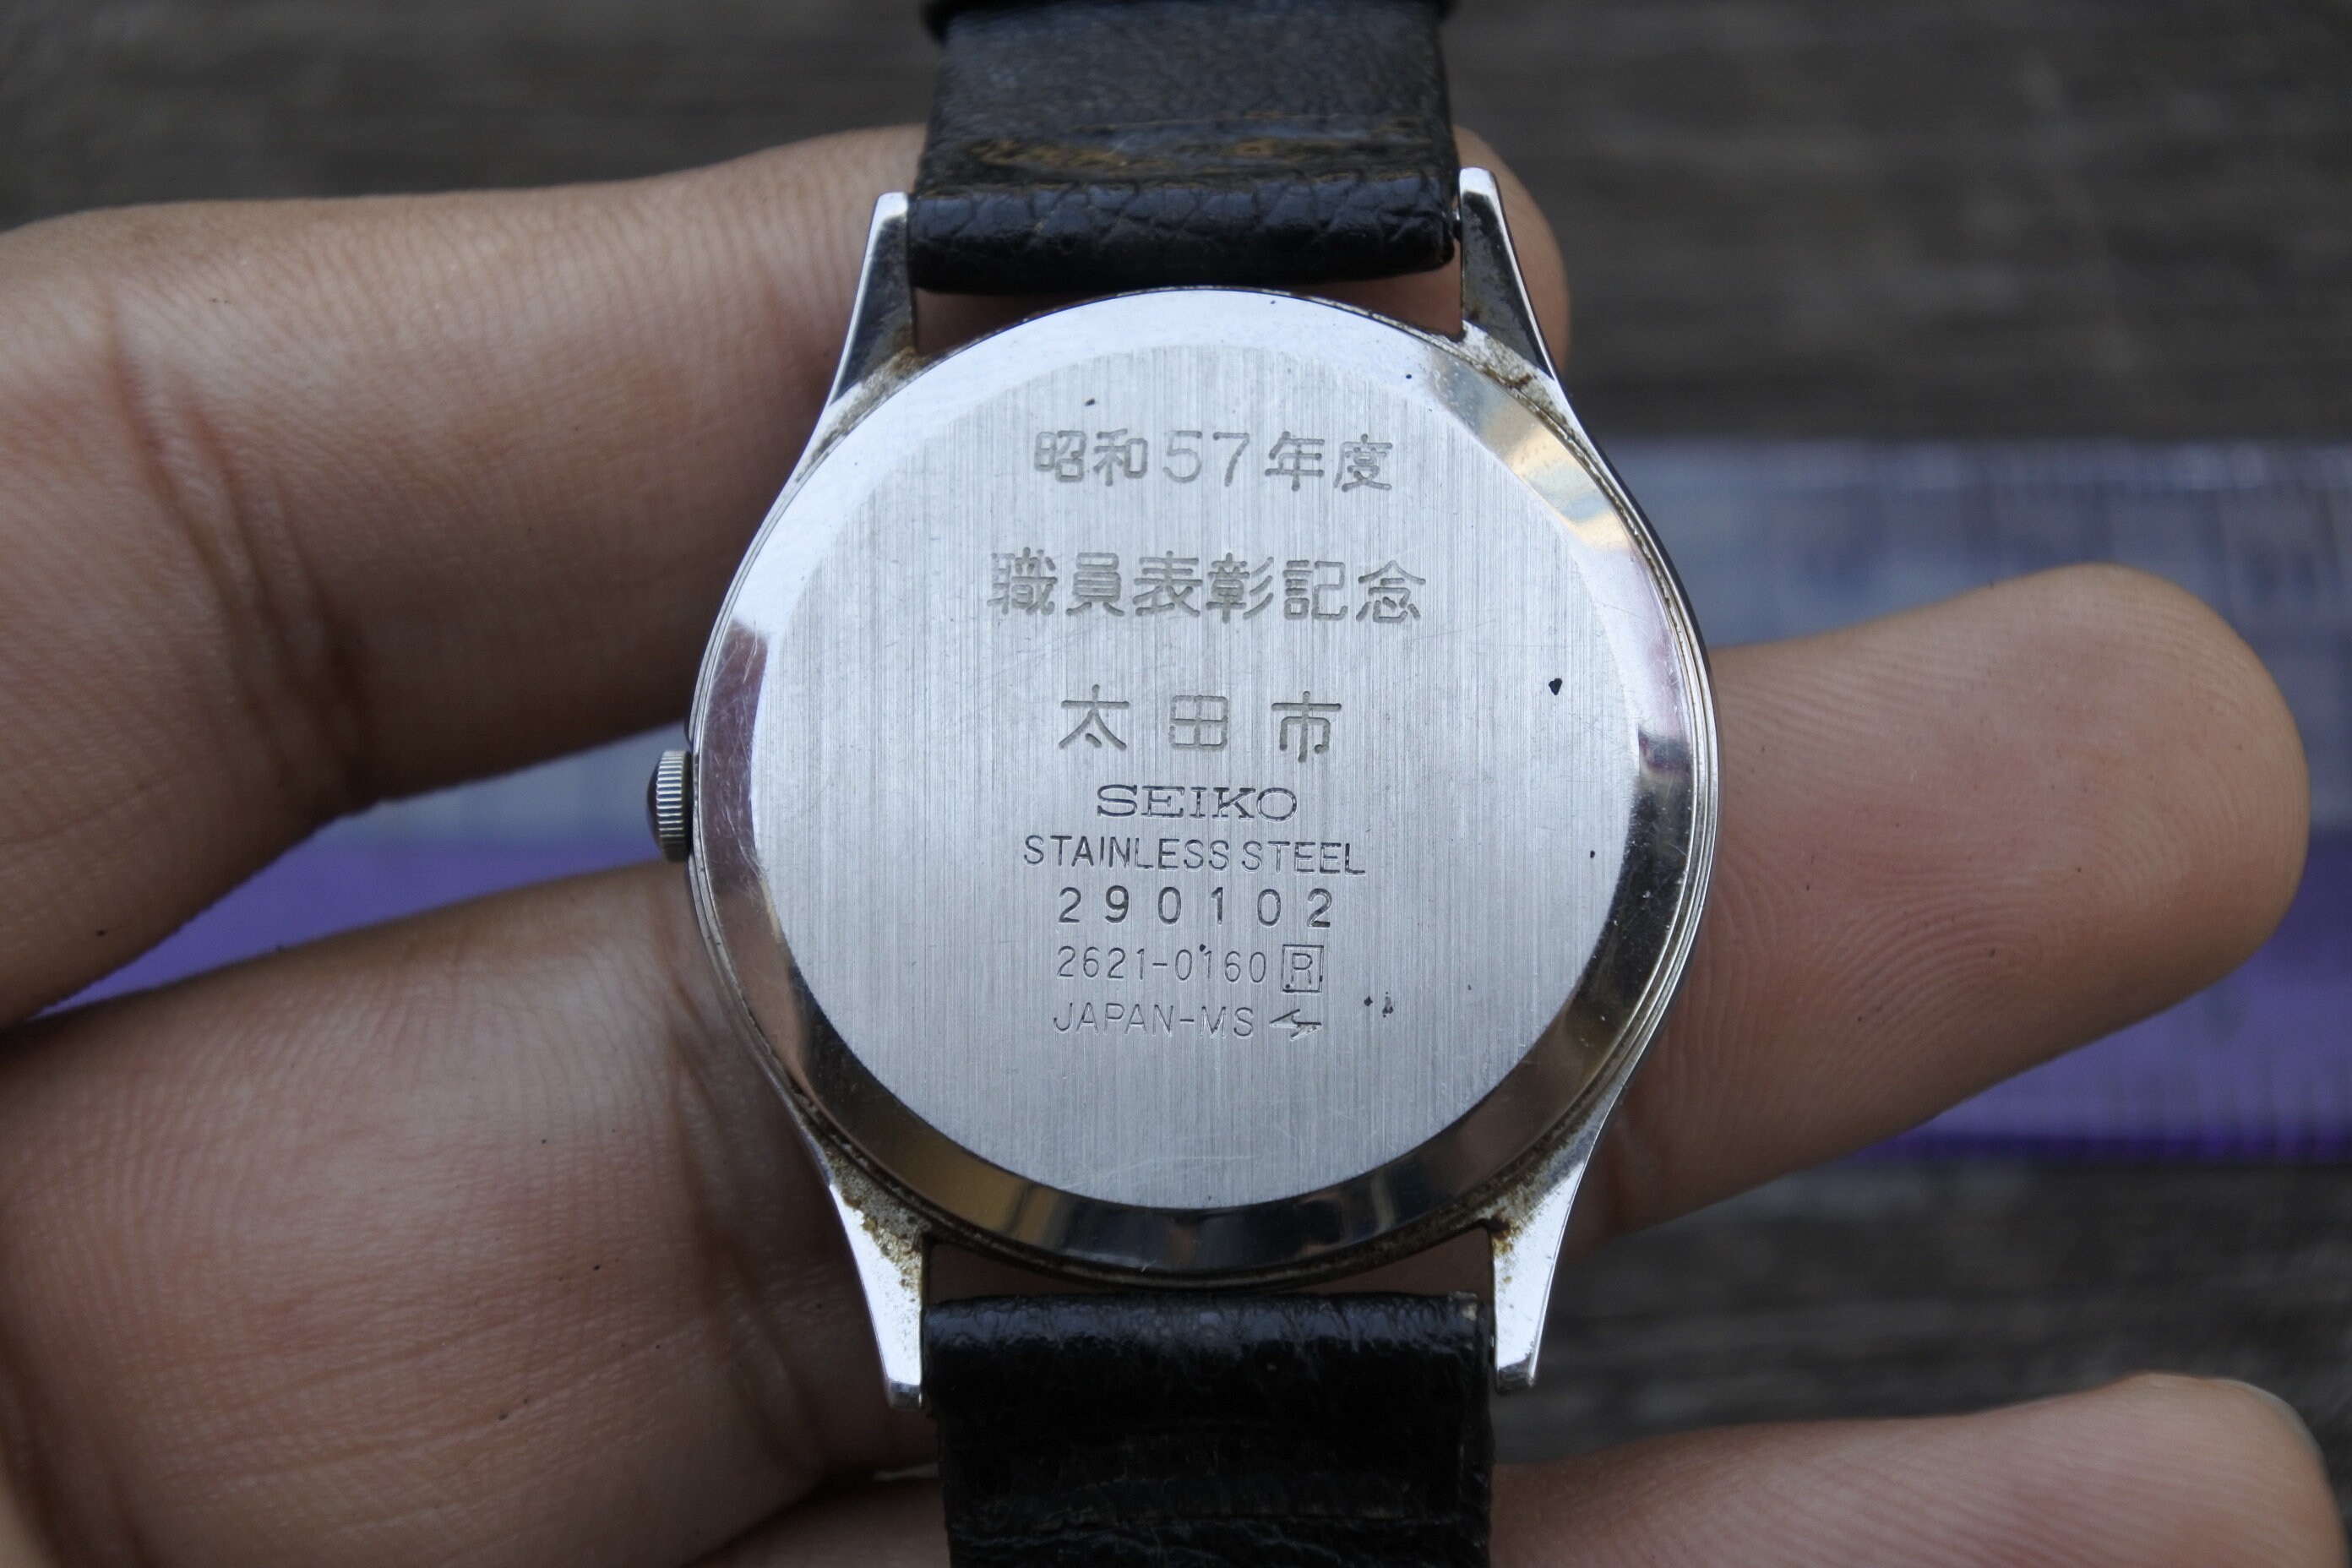 昭和57年度
職員表彰記念
太田市
SEIKO
STAINLESS STEEL
290102
2621-0160 R
JAPAN-MS